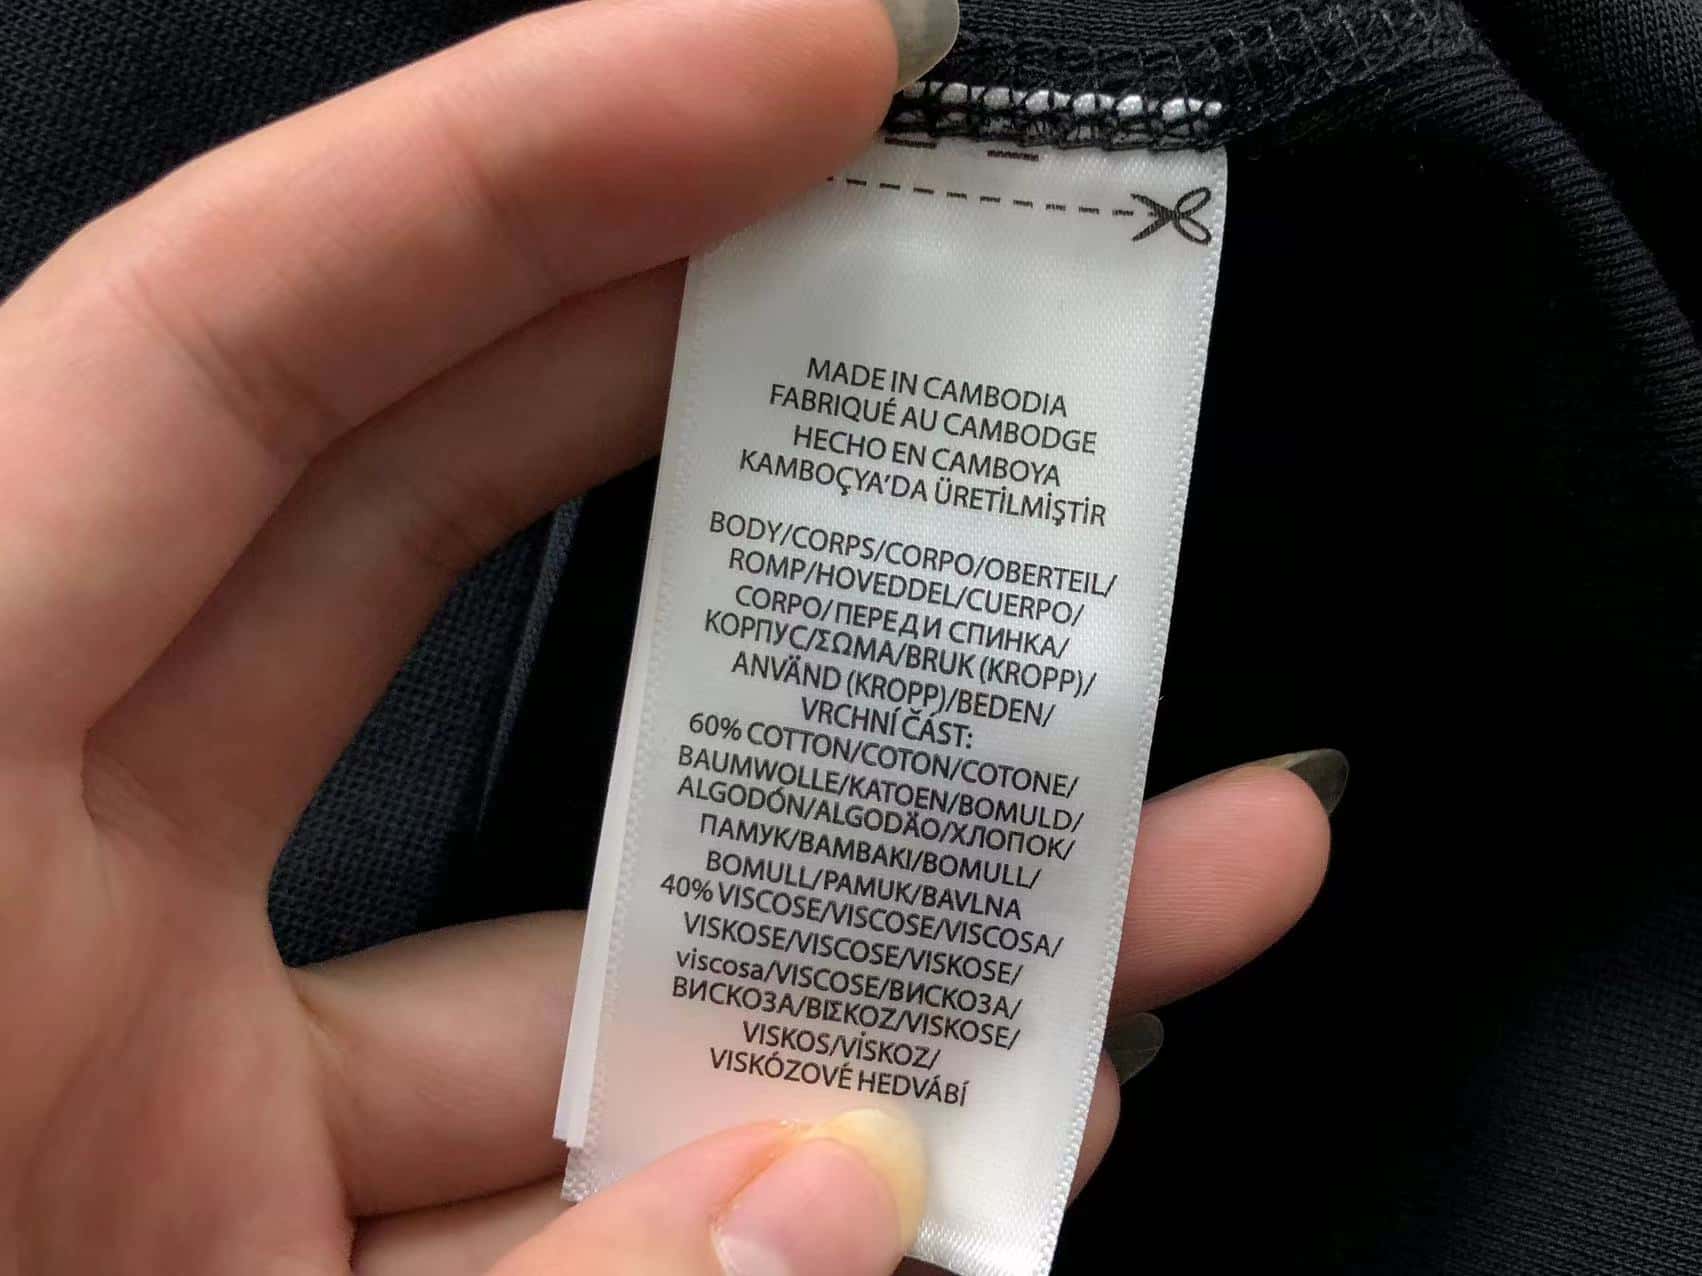 MADE IN CAMBODIA
FABRIQUÉ AU CAMBODGE
HECHO EN CAMBOYA
KAMBOÇYA'DA ÜRETİLMİŞTİR
BODY/CORPS/CORPO/OBERTEIL/
ROMP/HOVEDDEL/CUERPO/
CORPO/ПЕРЕД И СПИНКА/
КОРПУС/ΣΩΜΑ/BRUK (KROPP)/
ANVÄND (KROPP)/BEDEN/
VRCHNÍ ČÁST:
60% COTTON/COTON/COTONE/
BAUMWOLLE/KATOEN/BOMULD/
ALGODÓN/ALGODÄO/ХЛОПОК/
ПАМУК/BAMBAKI/BOMULL/
BOMULL/PAMUK/BAVLNA
40% VISCOSE/VISCOSE/VISCOSA/
VISKOSE/VISCOSE/VISKOSE/
viscosa/VISCOSE/ВИСКОЗА/
ВИСКОЗА/ΒΙΣΚΟΖ/VISKOSE/
VISKOS/VİSKOZ/
VISKÓZOVÉ HEDVÁBÍ